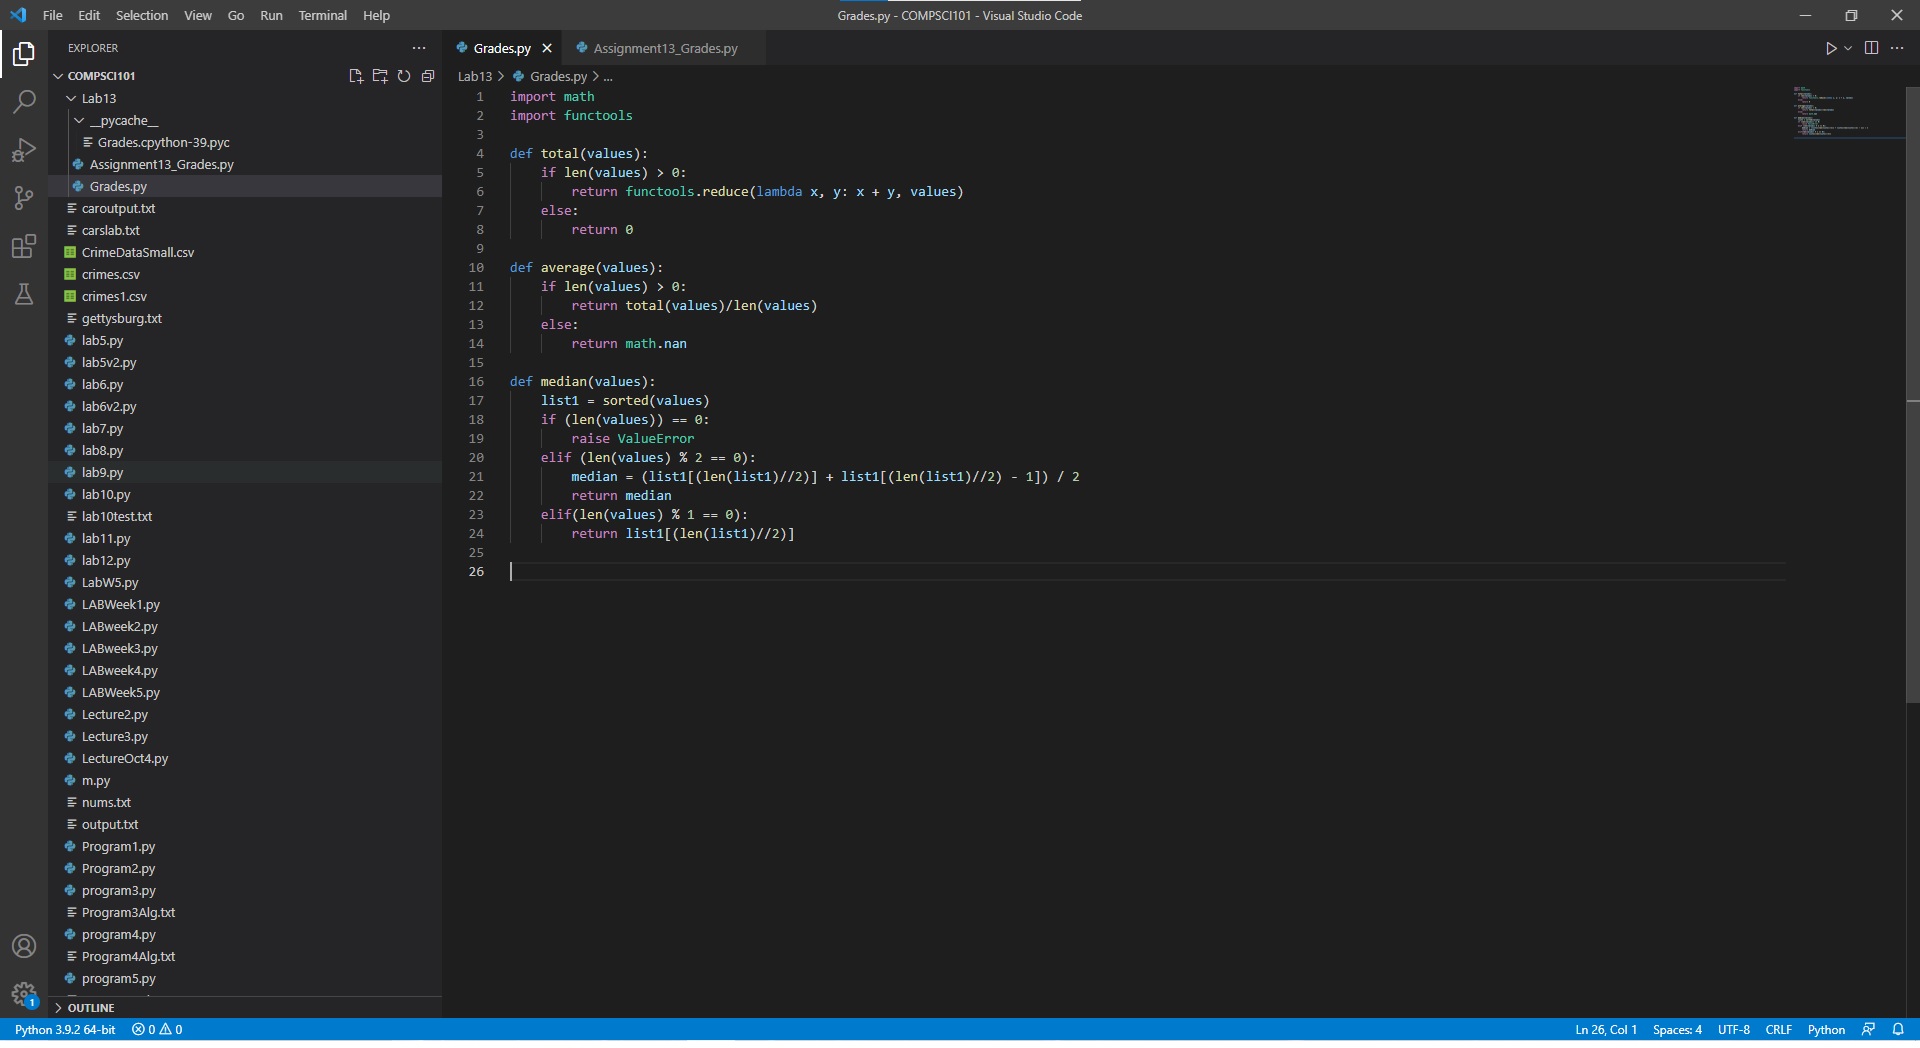 File Edit Selection View Go Run Terminal Help
Grades.py - COMPSCI101 - Visual Studio Code
EXPLORER
COMPSCI101
Lab13
__pycache__
Grades.cpython-39.pyc
Assignment13_Grades.py
Grades.py
caroutput.txt
carslab.txt
CrimeDataSmall.csv
crimes.csv
crimes1.csv
gettysburg.txt
lab5.py
lab5v2.py
lab6.py
lab6v2.py
lab7.py
lab8.py
lab9.py
lab10.py
lab10test.txt
lab11.py
lab12.py
LabW5.py
LABWeek1.py
LABweek2.py
LABweek3.py
LABweek4.py
LABWeek5.py
Lecture2.py
Lecture3.py
LectureOct4.py
m.py
nums.txt
output.txt
Program1.py
Program2.py
program3.py
Program3Alg.txt
program4.py
Program4Alg.txt
program5.py
OUTLINE
1
Grades.py Assignment13_Grades.py
Lab13 > Grades.py > ...
1 import math
2 import functools
3
4 def total(values):
5 if len(values) > 0:
6 return functools.reduce(lambda x, y: x + y, values)
7 else:
8 return 0
9
10 def average(values):
11 if len(values) > 0:
12 return total(values)/len(values)
13 else:
14 return math.nan
15
16 def median(values):
17 list1 = sorted(values)
18 if (len(values)) == 0:
19 raise ValueError
20 elif (len(values) % 2 == 0):
21 median = (list1[(len(list1)//2)] + list1[(len(list1)//2) - 1]) / 2
22 return median
23 elif(len(values) % 1 == 0):
24 return list1[(len(list1)//2)]
25
26
Python 3.9.2 64-bit 0 0 Ln 26, Col 1 Spaces: 4 UTF-8 CRLF Python